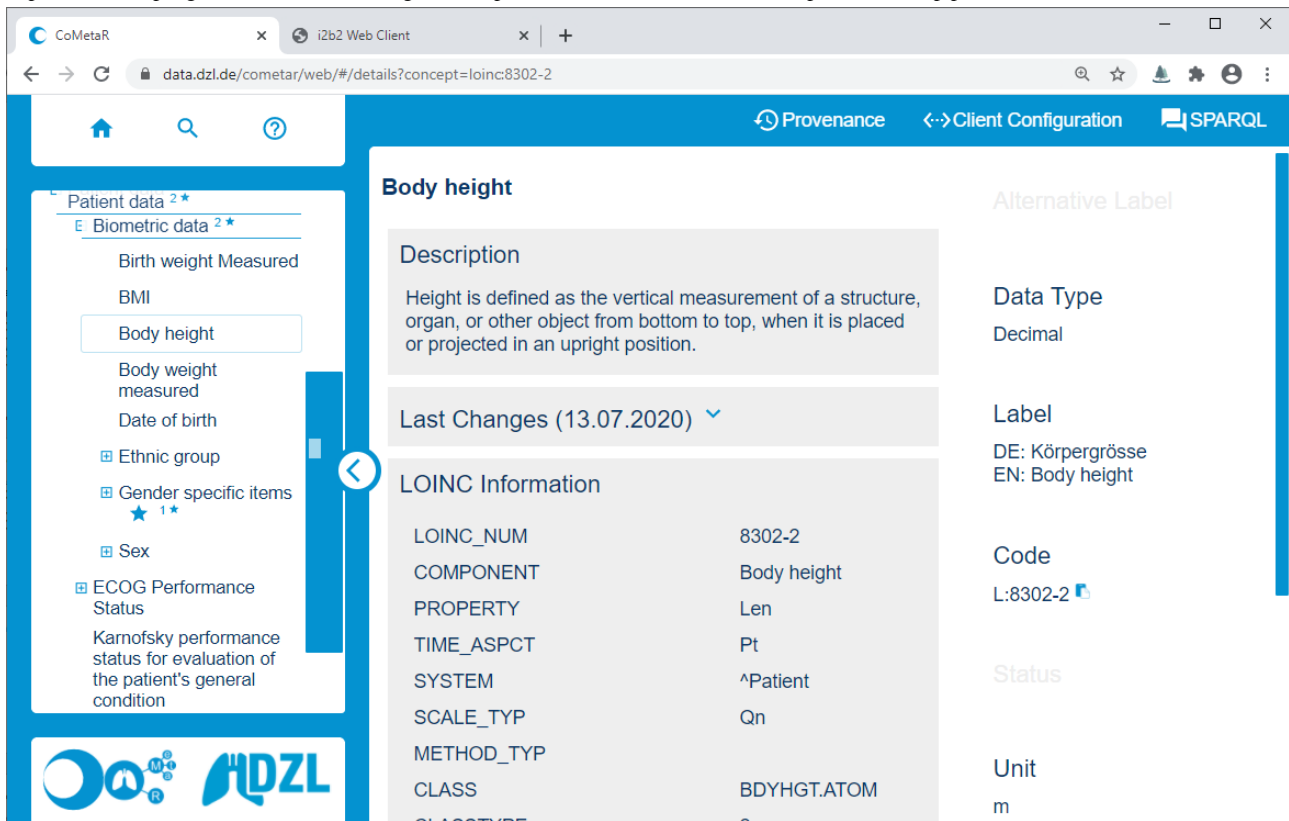 CoMetaR
i2b2 Web Client
data.dzl.de/cometar/web/#/details?concept=loinc:8302-2
Provenance
Client Configuration
SPARQL
Patient data 2
Biometric data 2
Birth weight Measured
BMI
Body height
Body weight
measured
Date of birth
Ethnic group
Gender specific items
1
Sex
ECOG Performance
Status
Karnofsky performance
status for evaluation of
the patient's general
condition
DZL
Body height
Description
Height is defined as the vertical measurement of a structure,
organ, or other object from bottom to top, when it is placed
or projected in an upright position.
Last Changes (13.07.2020)
LOINC Information
LOINC_NUM 8302-2
COMPONENT Body height
PROPERTY Len
TIME_ASPCT Pt
SYSTEM ^Patient
SCALE_TYP Qn
METHOD_TYP
CLASS BDYHGT.ATOM
Alternative Label
Data Type
Decimal
Label
DE: Körpergrösse
EN: Body height
Code
L:8302-2
Status
Unit
m